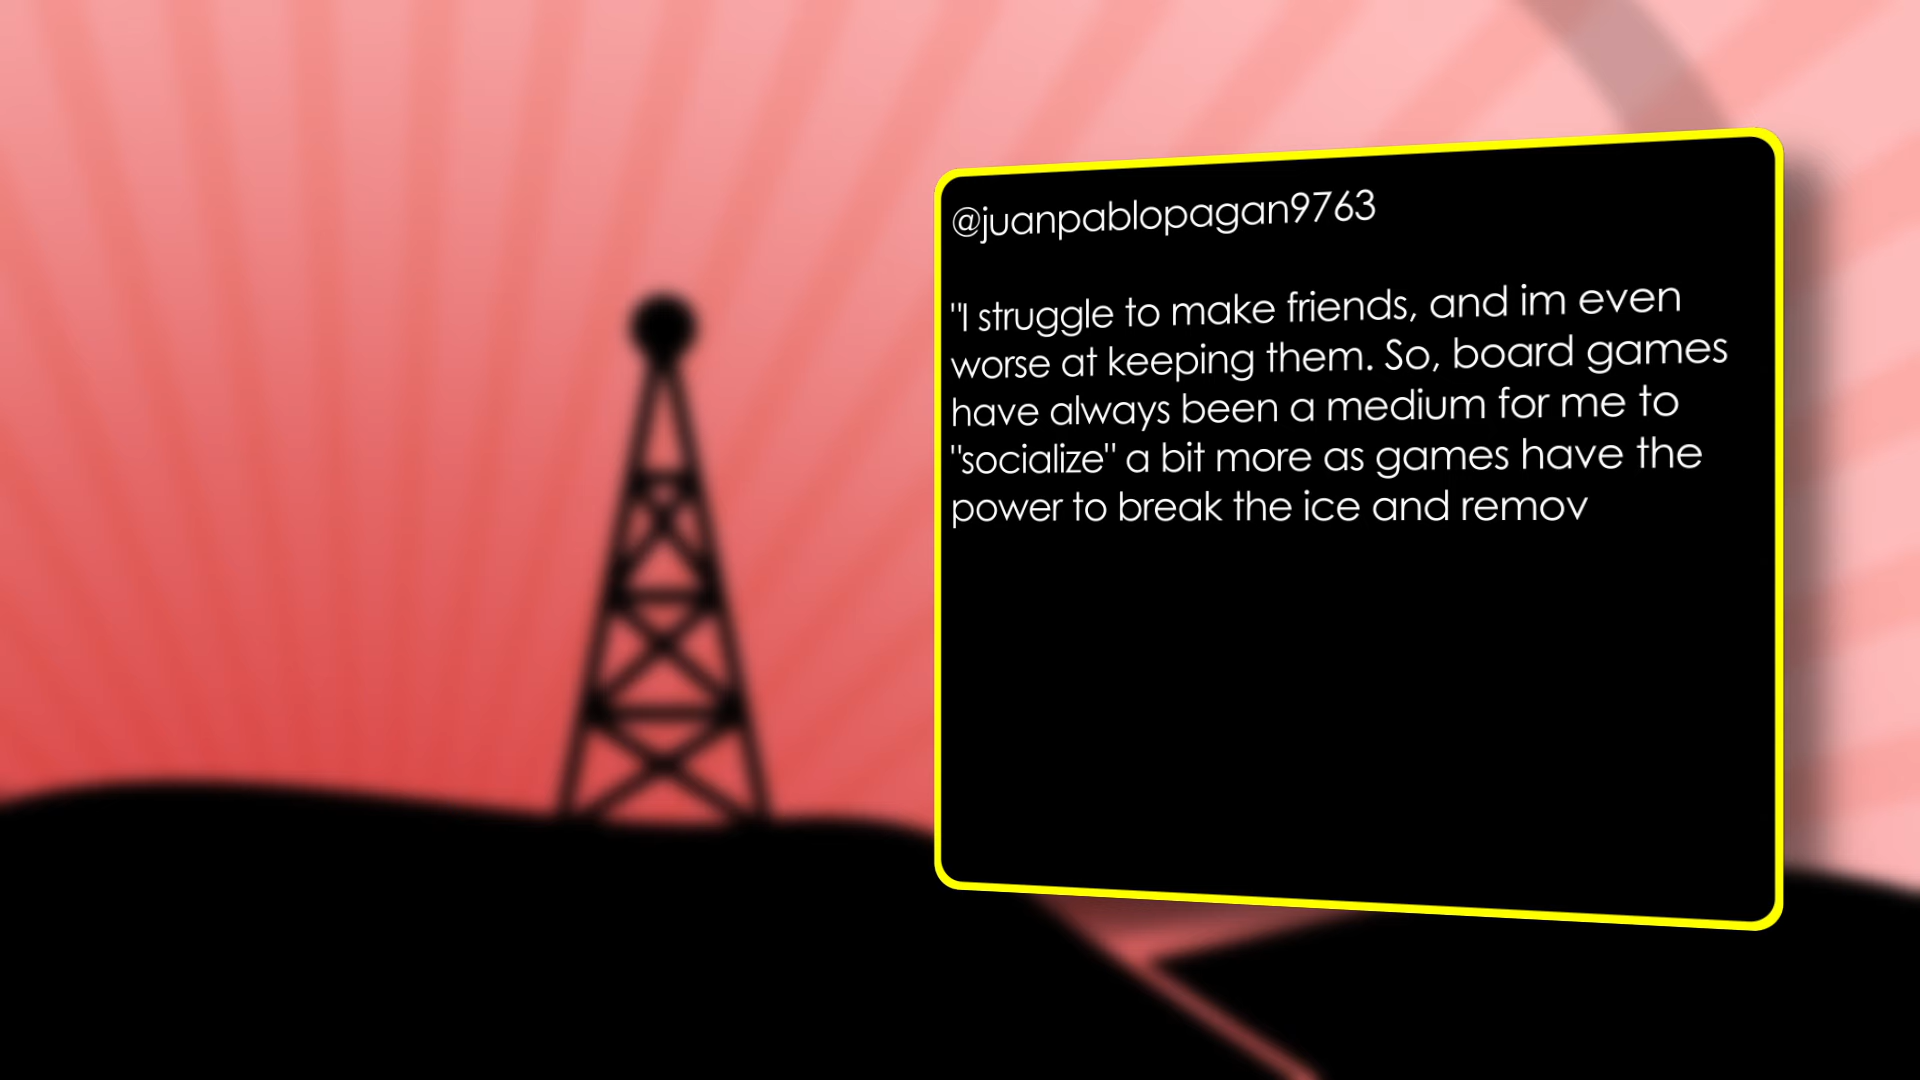 @juanpablopagan9763
"I struggle to make friends, and im even
worse at keeping them. So, board games
have always been a medium for me to
"socialize" a bit more as games have the
power to break the ice and remov